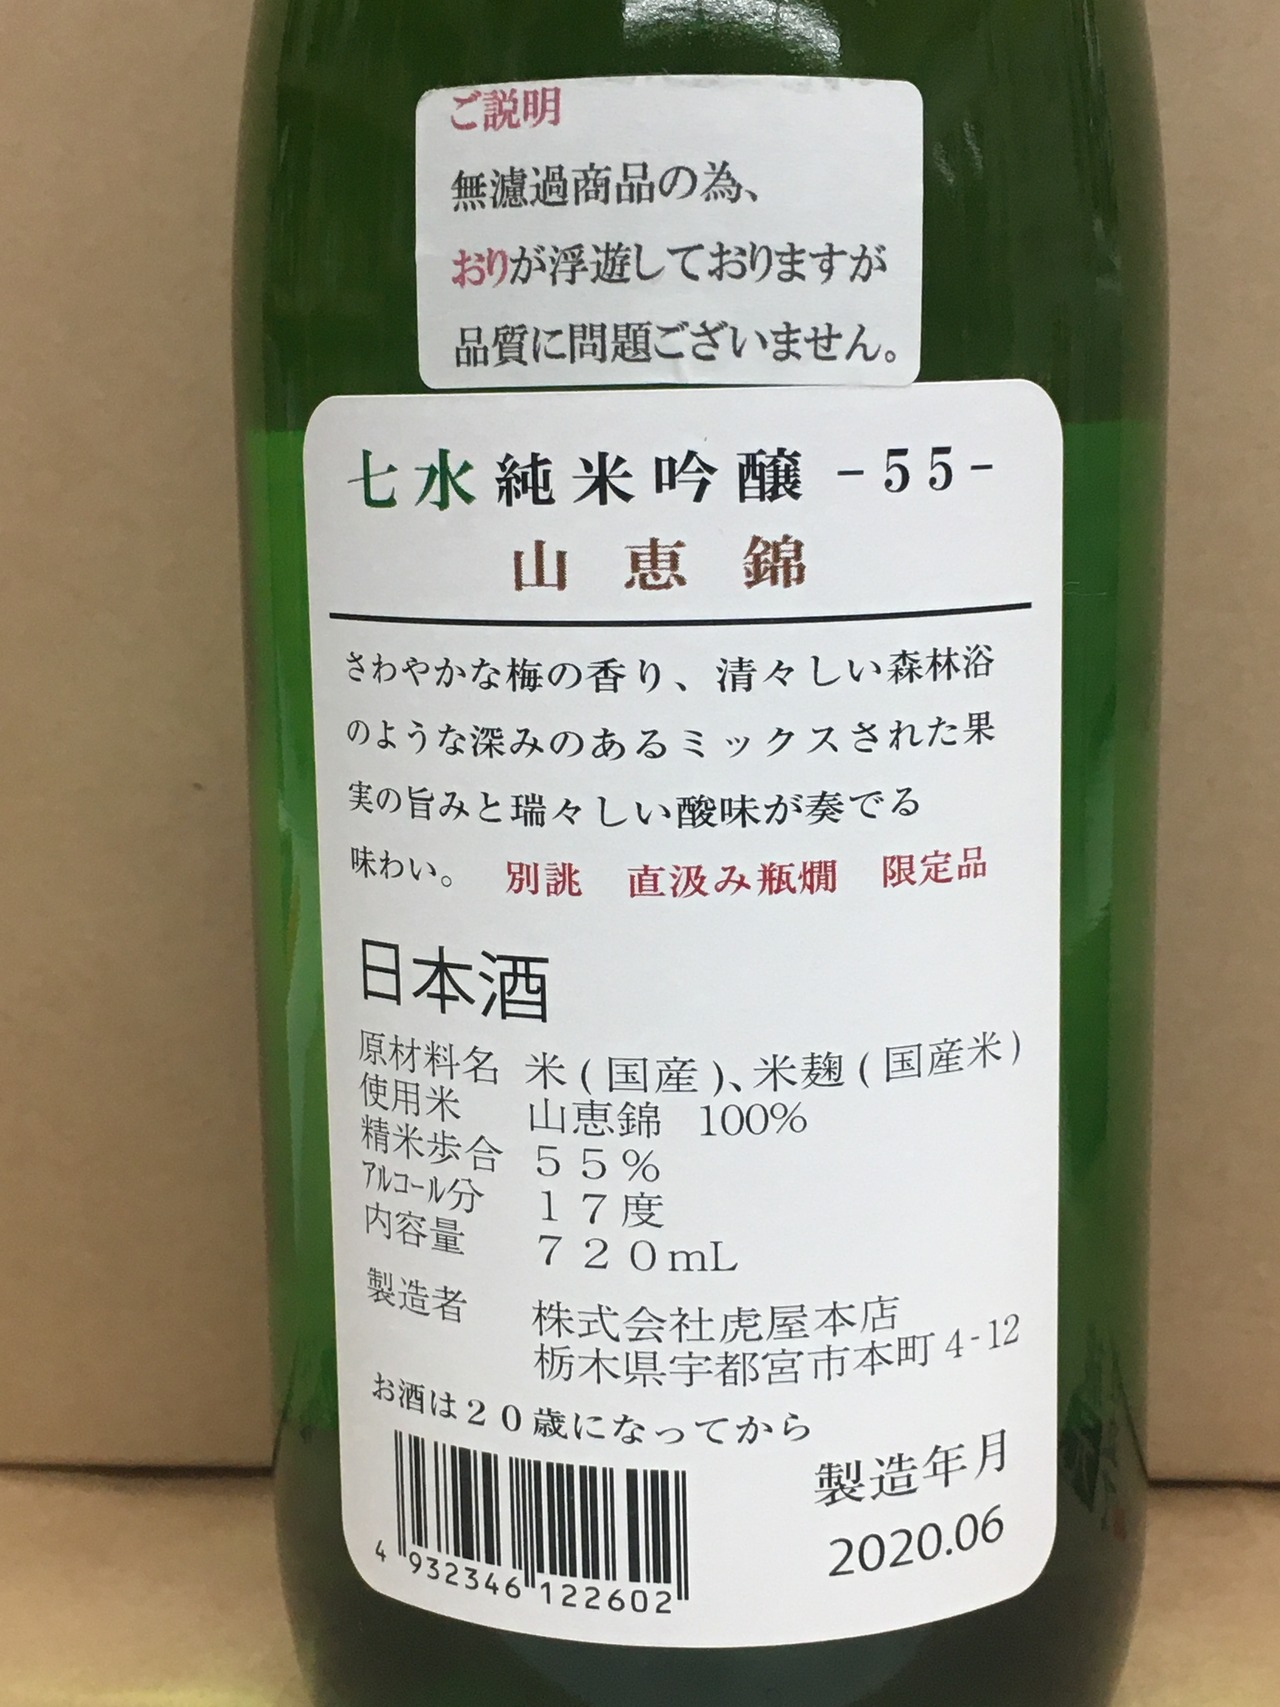 ご説明
無濾過商品の為、
おりが浮遊しておりますが
品質に問題ございません。
七水純米吟醸 -55-
山恵錦
さわやかな梅の香り、清々しい森林浴
のような深みのあるミックスされた果
実の旨みと瑞々しい酸味が奏でる
味わい。 別誂 直汲み瓶燗 限定品
日本酒
原材料名 米(国産)、米麹(国産米)
使用米 山恵錦 100%
精米歩合 55%
アルコール分 17度
内容量 720mL
製造者 株式会社虎屋本店
栃木県宇都宮市本町4-12
お酒は20歳になってから
製造年月
2020.06
4 932346 122602